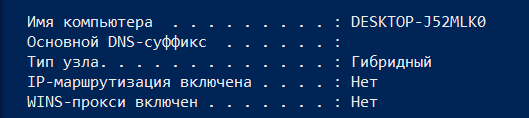 Имя компьютера  . . . . . . . . . : DESKTOP-J52MLK0
Основной DNS-суффикс  . . . . . . :
Тип узла. . . . . . . . . . . . . : Гибридный
IP-маршрутизация включена . . . . : Нет
WINS-прокси включен . . . . . . . : Нет